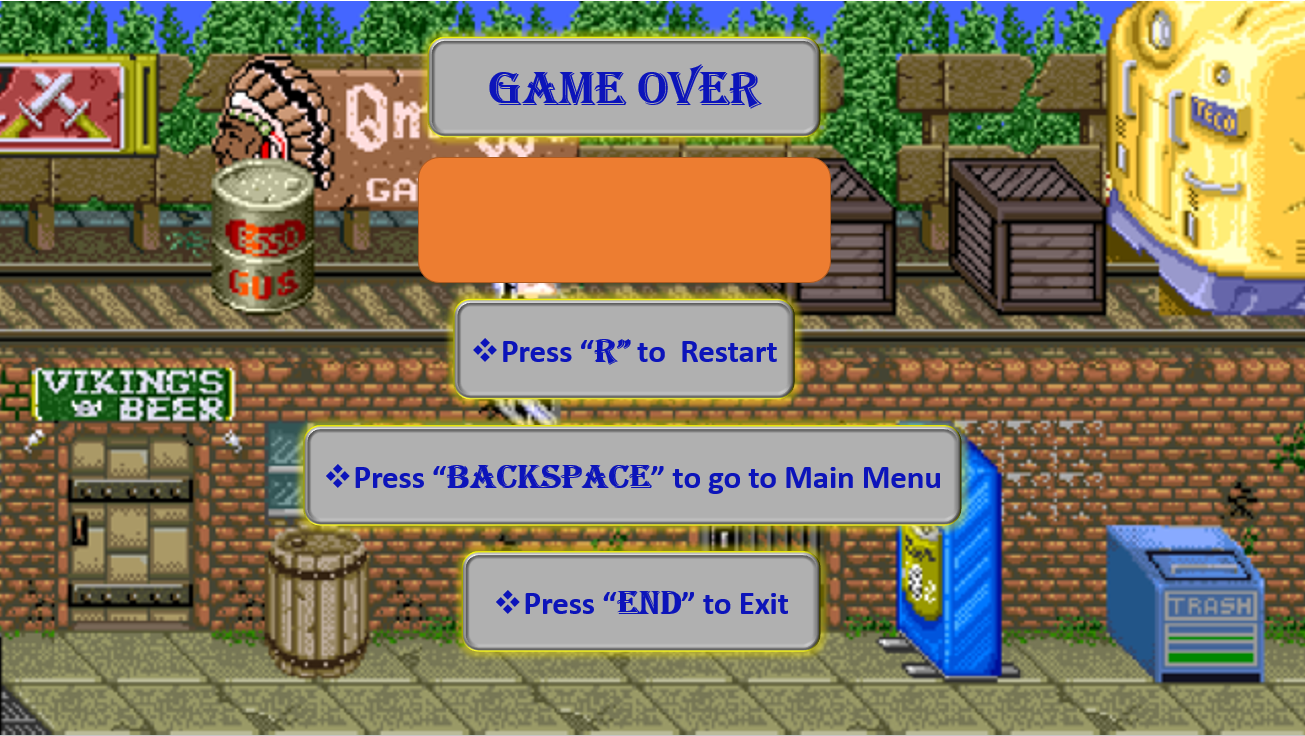 GAME OVER
TECO
ESSO
GUS
❖Press “R” to Restart
VIKING'S
BEER
❖Press “BACKSPACE” to go to Main Menu
❖Press “END” to Exit
TRASH